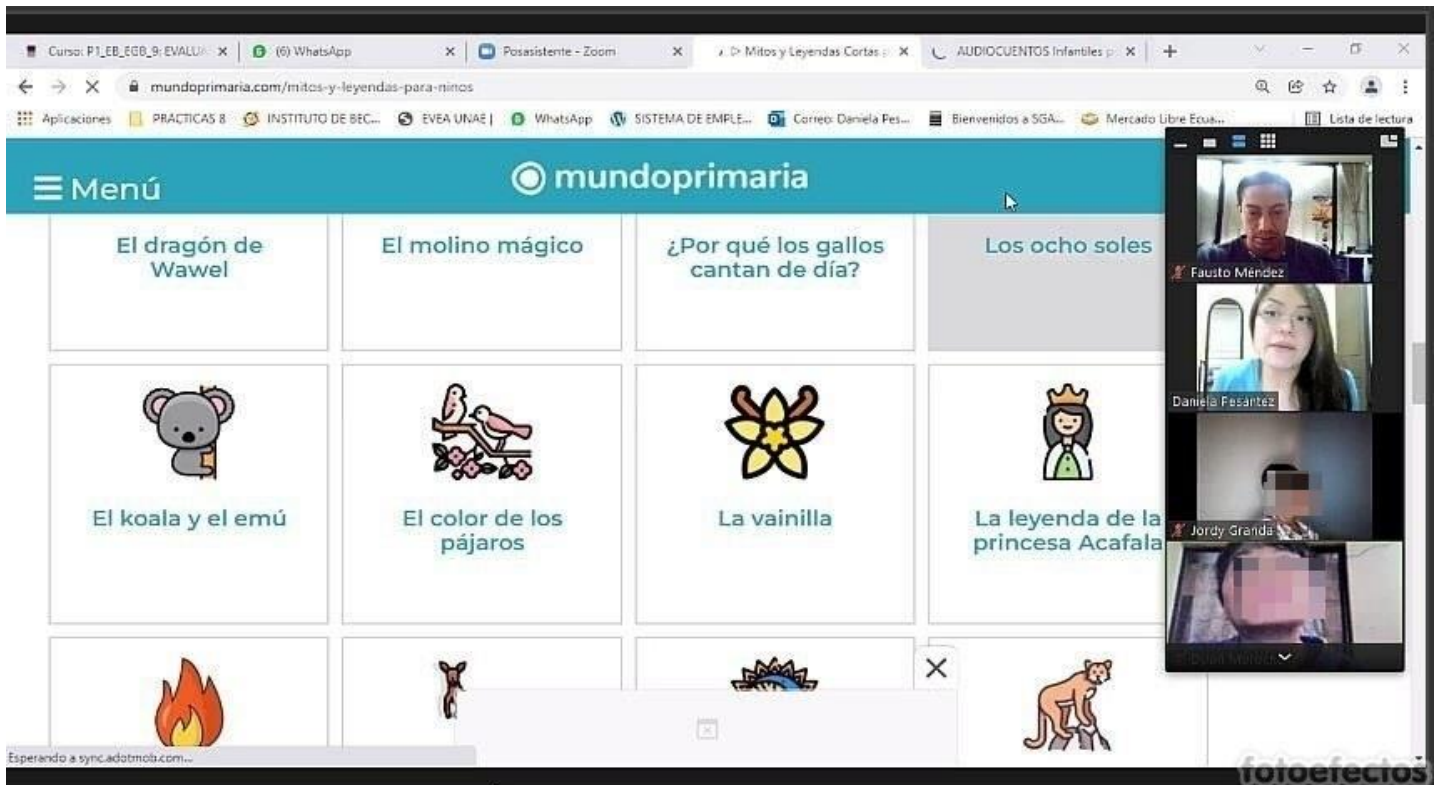 Curso: P1_EB_EGB_9: EVALU
(6) WhatsApp
Posasistente - Zoom
Mitos y Leyendas Cortas
AUDIOCUENTOS Infantiles p
mundoprimaria.com/mitos-y-leyendas-para-ninos
Aplicaciones
PRACTICAS 8
INSTITUTO DE BEC...
EVEA UNAE |
WhatsApp
SISTEMA DE EMPLE...
Correo: Daniela Pes...
Bienvenidos a SGA...
Mercado Libre Ecua...
Lista de lectura
Menú
mundoprimaria
El dragón de
Wawel
El molino mágico
¿Por qué los gallos
cantan de día?
Los ocho soles
El koala y el emú
El color de los
pájaros
La vainilla
La leyenda de la
princesa Acafala
Fausto Méndez
Daniela Pesántez
Jordy Granda
Esperando a sync.adotmob.com...
fotoefectos